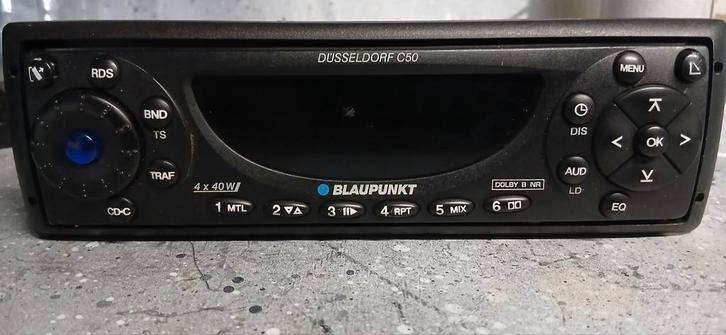 DÜSSELDORF C50
RDS
BND
TS
TRAF
CD-C
MENU
DIS
OK
AUD
LD
EQ
4 x 40 W
BLAUPUNKT
DOLBY B NR
1 MTL
2
3
4 RPT
5 MIX
6